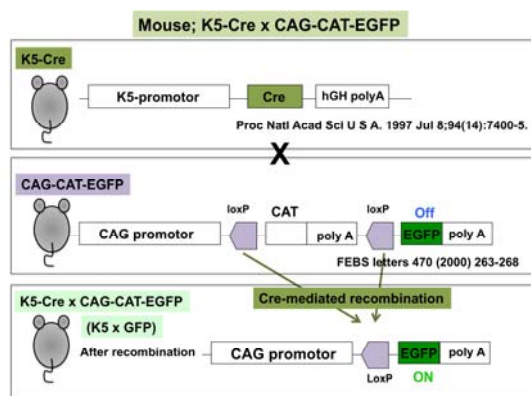 Mouse; K5-Cre x CAG-CAT-EGFP
K5-Cre
K5-promotor Cre hGH polyA
Proc Natl Acad Sci U S A. 1997 Jul 8;94(14):7400-5.
X
CAG-CAT-EGFP
loxP CAT loxP Off
CAG promotor poly A EGFP poly A
FEBS letters 470 (2000) 263-268
K5-Cre x CAG-CAT-EGFP
Cre-mediated recombination
(K5 x GFP)
After recombination CAG promotor EGFP poly A
LoxP ON